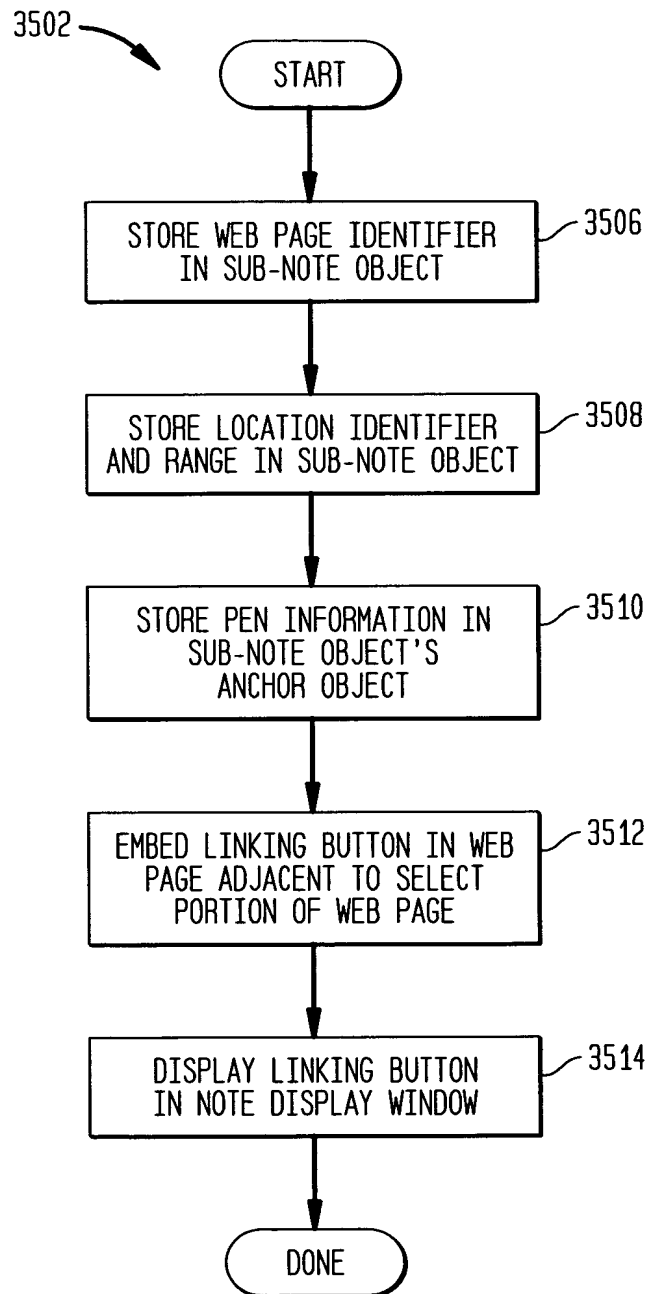 3502
START
STORE WEB PAGE IDENTIFIER
IN SUB-NOTE OBJECT
3506
STORE LOCATION IDENTIFIER
AND RANGE IN SUB-NOTE OBJECT
3508
STORE PEN INFORMATION IN
SUB-NOTE OBJECT'S
ANCHOR OBJECT
3510
EMBED LINKING BUTTON IN WEB
PAGE ADJACENT TO SELECT
PORTION OF WEB PAGE
3512
DISPLAY LINKING BUTTON
IN NOTE DISPLAY WINDOW
3514
DONE